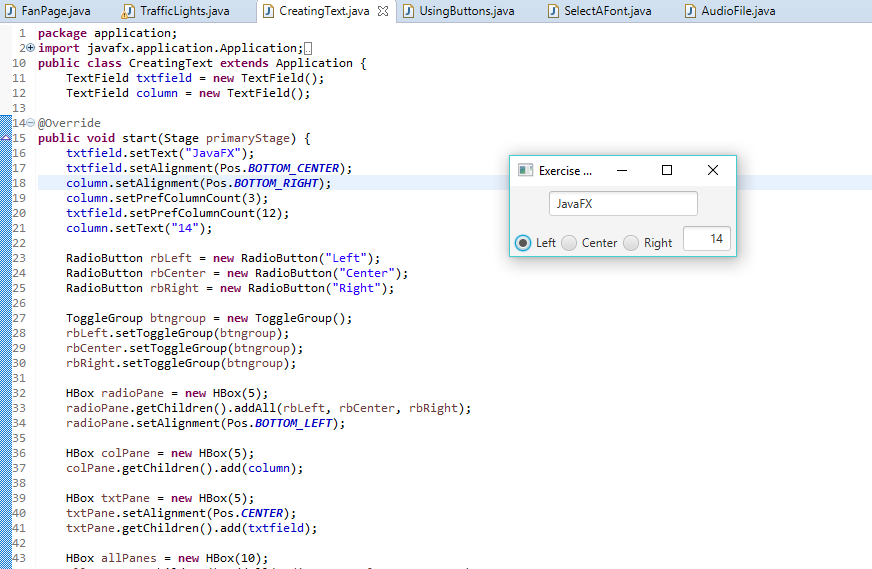 FanPage.java TrafficLights.java CreatingText.java UsingButtons.java SelectAFont.java AudioFile.java
1 package application;
2 import javafx.application.Application;
10 public class CreatingText extends Application {
11 TextField txtfield = new TextField();
12 TextField column = new TextField();
13
14 @Override
15 public void start(Stage primaryStage) {
16 txtfield.setText("JavaFX");
17 txtfield.setAlignment(Pos.BOTTOM_CENTER);
18 column.setAlignment(Pos.BOTTOM_RIGHT);
19 column.setPrefColumnCount(3);
20 txtfield.setPrefColumnCount(12);
21 column.setText("14");
22
23 RadioButton rbLeft = new RadioButton("Left");
24 RadioButton rbCenter = new RadioButton("Center");
25 RadioButton rbRight = new RadioButton("Right");
26
27 ToggleGroup btngroup = new ToggleGroup();
28 rbLeft.setToggleGroup(btngroup);
29 rbCenter.setToggleGroup(btngroup);
30 rbRight.setToggleGroup(btngroup);
31
32 HBox radioPane = new HBox(5);
33 radioPane.getChildren().addAll(rbLeft, rbCenter, rbRight);
34 radioPane.setAlignment(Pos.BOTTOM_LEFT);
35
36 HBox colPane = new HBox(5);
37 colPane.getChildren().add(column);
38
39 HBox txtPane = new HBox(5);
40 txtPane.setAlignment(Pos.CENTER);
41 txtPane.getChildren().add(txtfield);
42
43 HBox allPanes = new HBox(10);
Exercise ...
JavaFX
Left Center Right 14